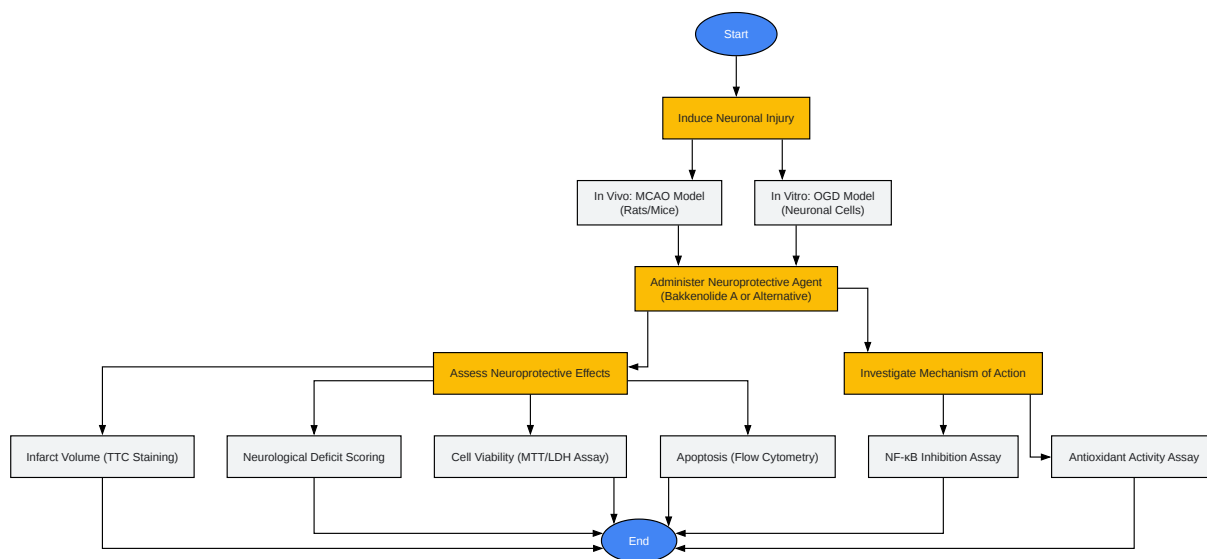 Start
Induce Neuronal Injury
In Vivo: MCAO Model
(Rats/Mice)
In Vitro: OGD Model
(Neuronal Cells)
Administer Neuroprotective Agent
(Bakkenolide A or Alternative)
Assess Neuroprotective Effects
Investigate Mechanism of Action
Infarct Volume (TTC Staining)
Neurological Deficit Scoring
Cell Viability (MTT/LDH Assay)
Apoptosis (Flow Cytometry)
NF-κB Inhibition Assay
Antioxidant Activity Assay
End